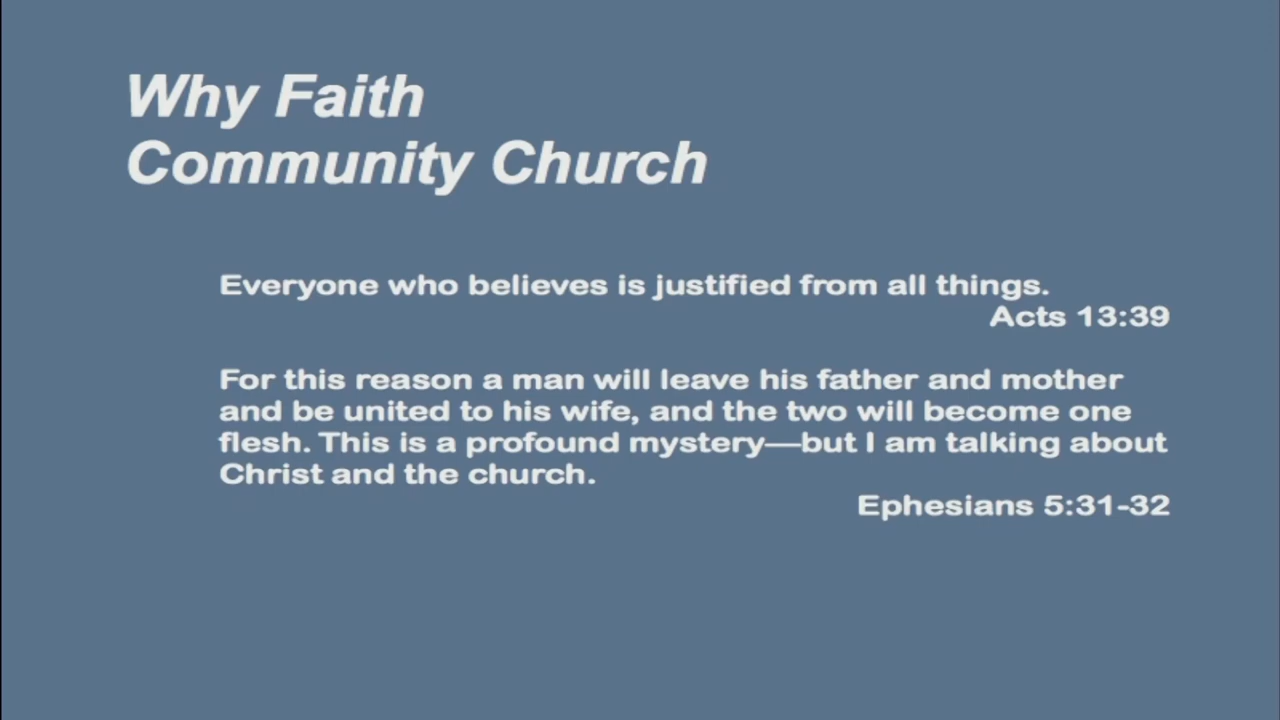 Why Faith
Community Church
Everyone who believes is justified from all things.
Acts 13:39
For this reason a man will leave his father and mother
and be united to his wife, and the two will become one
flesh. This is a profound mystery—but I am talking about
Christ and the church.
Ephesians 5:31-32